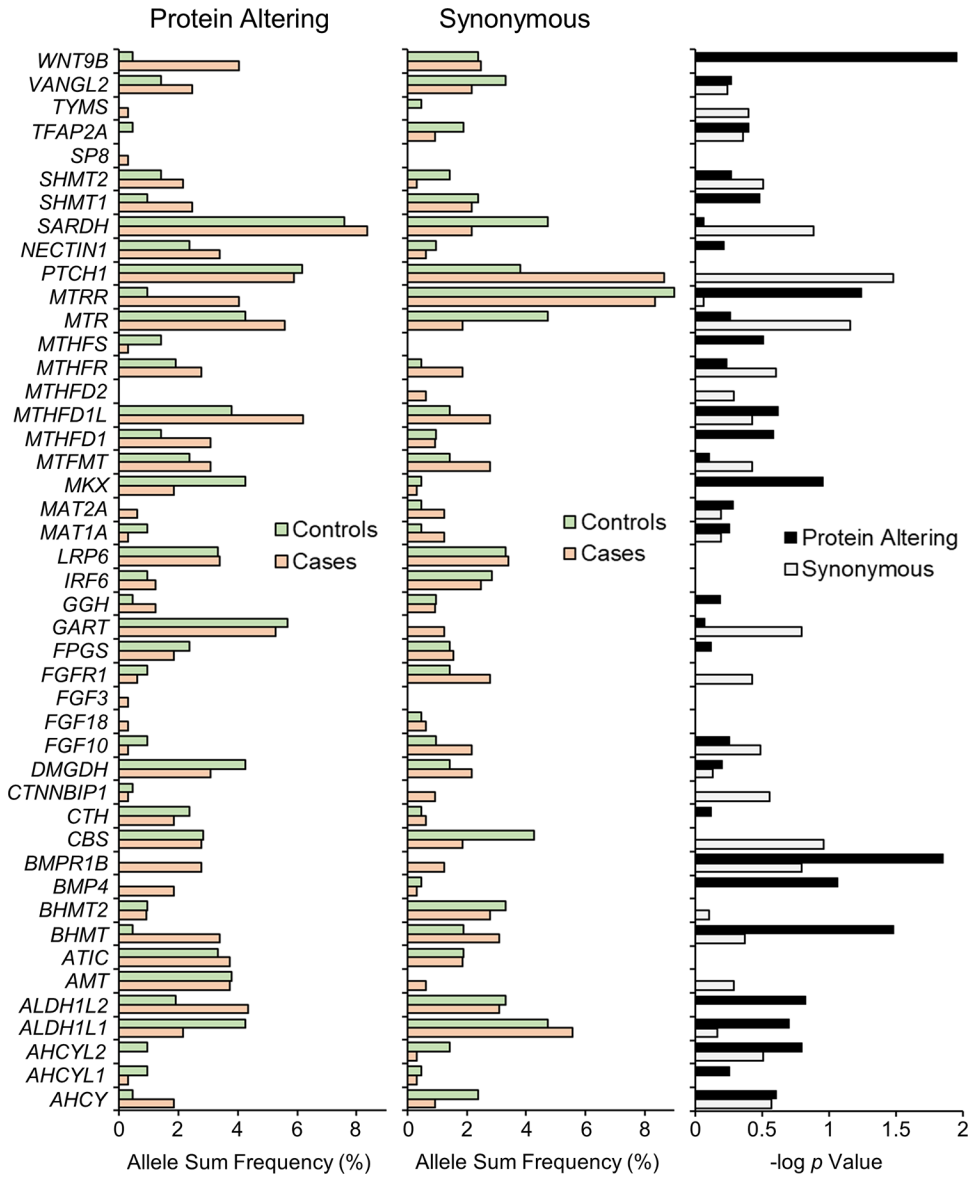 Protein Altering
Synonymous
WNT9B
VANGL2
TYMS
TFAP2A
SP8
SHMT2
SHMT1
SARDH
NECTIN1
PTCH1
MTRR
MTR
MTHFS
MTHFR
MTHFD2
MTHFD1L
MTHFD1
MTFMT
MKX
MAT2A
MAT1A
LRP6
IRF6
GGH
GART
FPGS
FGFR1
FGF3
FGF18
FGF10
DMGDH
CTNNBIP1
CTH
CBS
BMPR1B
BMP4
BHMT2
BHMT
ATIC
AMT
ALDH1L2
ALDH1L1
AHCYL2
AHCYL1
AHCY
Controls
Cases
Controls
Cases
Protein Altering
Synonymous
0 2 4 6 8
0 2 4 6 8
0 0.5 1 1.5 2
Allele Sum Frequency (%)
Allele Sum Frequency (%)
-log p Value